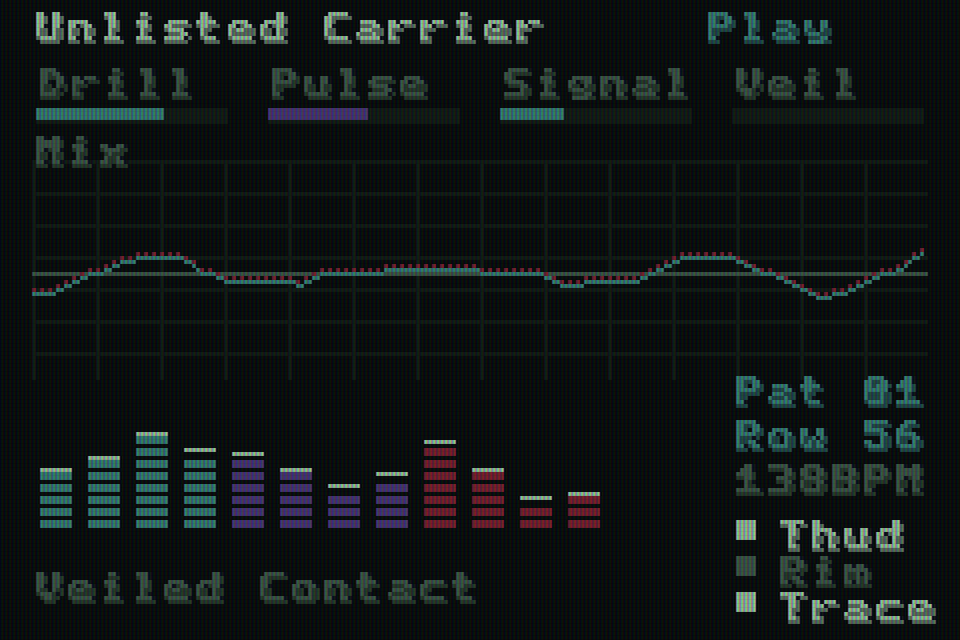 Unlisted Carrier Play
Drill Pulse Signal Veil
Mix
Pat 01
Row 56
138BPM
Thud
Rim
Trace
Veiled Contact